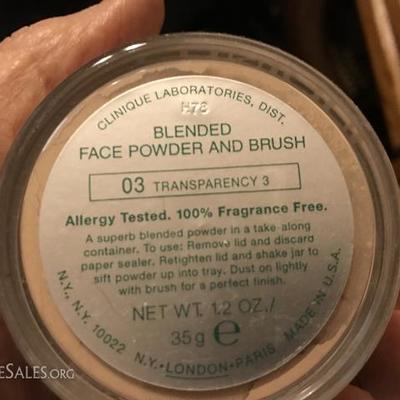 CLINIQUE LABORATORIES, DIST.
H78
BLENDED
FACE POWDER AND BRUSH
03 TRANSPARENCY 3
Allergy Tested. 100% Fragrance Free.
A superb blended powder in a take-along
container. To use: Remove lid and discard
paper sealer. Retighten lid and shake jar to
sift powder up into tray. Dust on lightly
with brush for a perfect finish.
NET WT. 1.2 OZ./
35g e
N.Y., N.Y. 10022 N.Y.-LONDON-PARIS MADE IN U.S.A.
ESALES.ORG